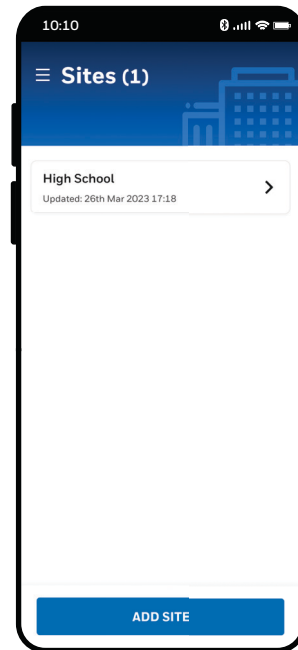 10:10
Sites (1)
High School
Updated: 26th Mar 2023 17:18
ADD SITE